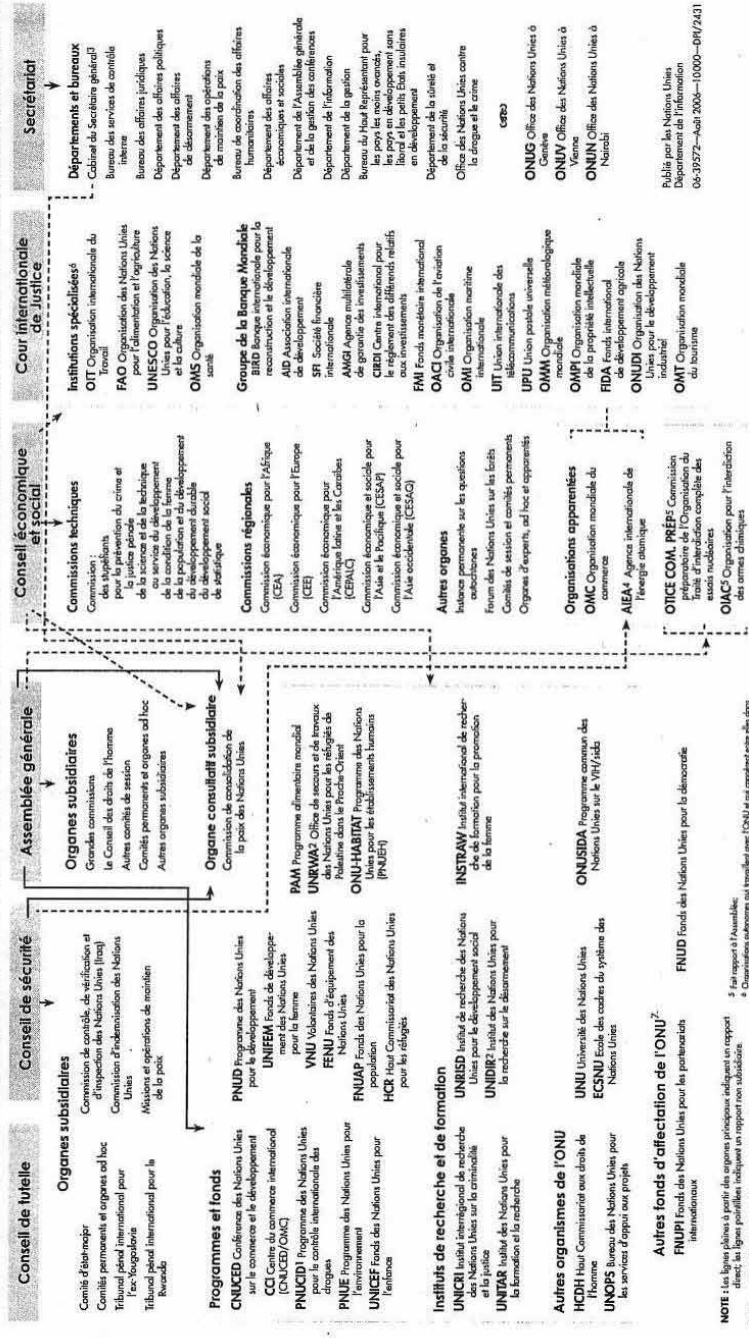 Conseil de tutelle
Conseil de sécurité
Assemblée générale
Conseil économique
et social
Cour internationale
de Justice
Secrétariat
Organes subsidiaires
Comité d'état-major
Comités permanents et organes ad hoc
Tribunal pénal international pour
l'ex-Yougoslavie
Tribunal pénal international pour le
Rwanda
Commission de contrôle, de vérification et
d'inspection des Nations Unies (Iraq)
Commission d'indemnisation des Nations
Unies
Missions et opérations de maintien
de la paix
Programmes et fonds
CNUCED Conférence des Nations Unies
sur le commerce et le développement
CCI Centre du commerce international
(CNUCED/OMC)
PNUCID¹ Programme des Nations Unies
pour le contrôle international des
drogues
PNUE Programme des Nations Unies pour
l'environnement
UNICEF Fonds des Nations Unies pour
l'enfance
PNUD Programme des Nations Unies
pour le développement
UNIFEM Fonds de développe-
ment des Nations Unies
pour la femme
VNU Volontaires des Nations Unies
FENU Fonds d'équipement des
Nations Unies
FNUAP Fonds des Nations Unies pour la
population
HCR Haut Commissariat des Nations Unies
pour les réfugiés
Instituts de recherche et de formation
UNICRI Institut interrégional de recherche
des Nations Unies sur la criminalité
et la justice
UNITAR Institut des Nations Unies pour
la formation et la recherche
UNRISD Institut de recherche des Nations
Unies pour le développement social
UNIDIR² Institut des Nations Unies pour
la recherche sur le désarmement
Autres organismes de l'ONU
HCDH Haut Commissariat aux droits de
l'homme
UNOPS Bureau des Nations Unies pour
les services d'appui aux projets
UNU Université des Nations Unies
ECSNU Ecole des cadres du système des
Nations Unies
Autres fonds d'affectation de l'ONU⁷
FNUPI Fonds des Nations Unies pour les partenariats
internationaux
FNUD Fonds des Nations Unies pour la démocratie
Organes subsidiaires
Grandes commissions
Le Conseil des droits de l'homme
Autres comités de session
Comités permanents et organes ad hoc
Autres organes subsidiaires
Organe consultatif subsidiaire
Commission de consolidation de
la paix des Nations Unies
PAM Programme alimentaire mondial
UNRWA² Office de secours et de travaux
des Nations Unies pour les réfugiés de
Palestine dans le Proche-Orient
ONU-HABITAT Programme des Nations
Unies pour les établissements humains
(PNUEH)
INSTRAW Institut international de recher-
che de formation pour la promotion
de la femme
ONUSIDA Programme commun des
Nations Unies sur le VIH/sida
Commissions techniques
Commission :
des stupéfiants
pour la prévention du crime et
la justice pénale
de la science et de la technique
au service du développement
de la condition de la femme
de la population et du développement
du développement durable
du développement social
de statistique
Commissions régionales
Commission économique pour l'Afrique
(CEA)
Commission économique pour l'Europe
(CEE)
Commission économique pour
l'Amérique latine et les Caraïbes
(CEPALC)
Commission économique et sociale pour
l'Asie et le Pacifique (CESAP)
Commission économique et sociale pour
l'Asie occidentale (CESAO)
Autres organes
Instance permanente sur les questions
autochtones
Forum des Nations Unies sur les forêts
Comités de session et comités permanents
Organes d'experts, ad hoc et apparentés
Organisations apparentées
OMC Organisation mondiale du
commerce
AIEA⁴ Agence internationale de
l'énergie atomique
OTICE COM. PRÉP⁵ Commission
préparatoire de l'Organisation du
Traité d'interdiction complète des
essais nucléaires
OIAC⁵ Organisation pour l'interdiction
des armes chimiques
Institutions spécialisées⁶
OIT Organisation internationale du
Travail
FAO Organisation des Nations Unies
pour l'alimentation et l'agriculture
UNESCO Organisation des Nations
Unies pour l'éducation, la science
et la culture
OMS Organisation mondiale de la
santé
Groupe de la Banque Mondiale
BIRD Banque internationale pour la
reconstruction et le développement
AID Association internationale
de développement
SFI Société financière
internationale
AMGI Agence multilatérale
de garantie des investissements
CIRDI Centre international pour
le règlement des différends relatifs
aux investissements
FMI Fonds monétaire international
OACI Organisation de l'aviation
civile internationale
OMI Organisation maritime
internationale
UIT Union internationale des
télécommunications
UPU Union postale universelle
OMM Organisation météorologique
mondiale
OMPI Organisation mondiale
de la propriété intellectuelle
FIDA Fonds international
de développement agricole
ONUDI Organisation des Nations
Unies pour le développement
industriel
OMT Organisation mondiale
du tourisme
Départements et bureaux
Cabinet du Secrétaire général³
Bureau des services de contrôle
interne
Bureau des affaires juridiques
Département des affaires politiques
Département des affaires
de désarmement
Département des opérations
de maintien de la paix
Bureau de coordination des affaires
humanitaires
Département des affaires
économiques et sociales
Département de l'Assemblée générale
et de la gestion des conférences
Département de l'information
Département de la gestion
Bureau du Haut Représentant pour
les pays les moins avancés,
les pays en développement sans
litoral et les petits Etats insulaires
en développement
Département de la sûreté et
de la sécurité
Office des Nations Unies contre
la drogue et le crime
ONUG Office des Nations Unies à
Genève
ONUV Office des Nations Unies à
Vienne
ONUN Office des Nations Unies à
Nairobi
Publié par les Nations Unies
Département de l'information
06-39572—Août 2006—10000—DPI/2431
NOTE : Les lignes pleines à partir des organes principaux indiquent un rapport
direct; les lignes pointillées indiquent un rapport non subsidiaire.
5 Fait rapport à l'Assemblée;
6 Organisations autonomes qui travaillent avec l'ONU et qui